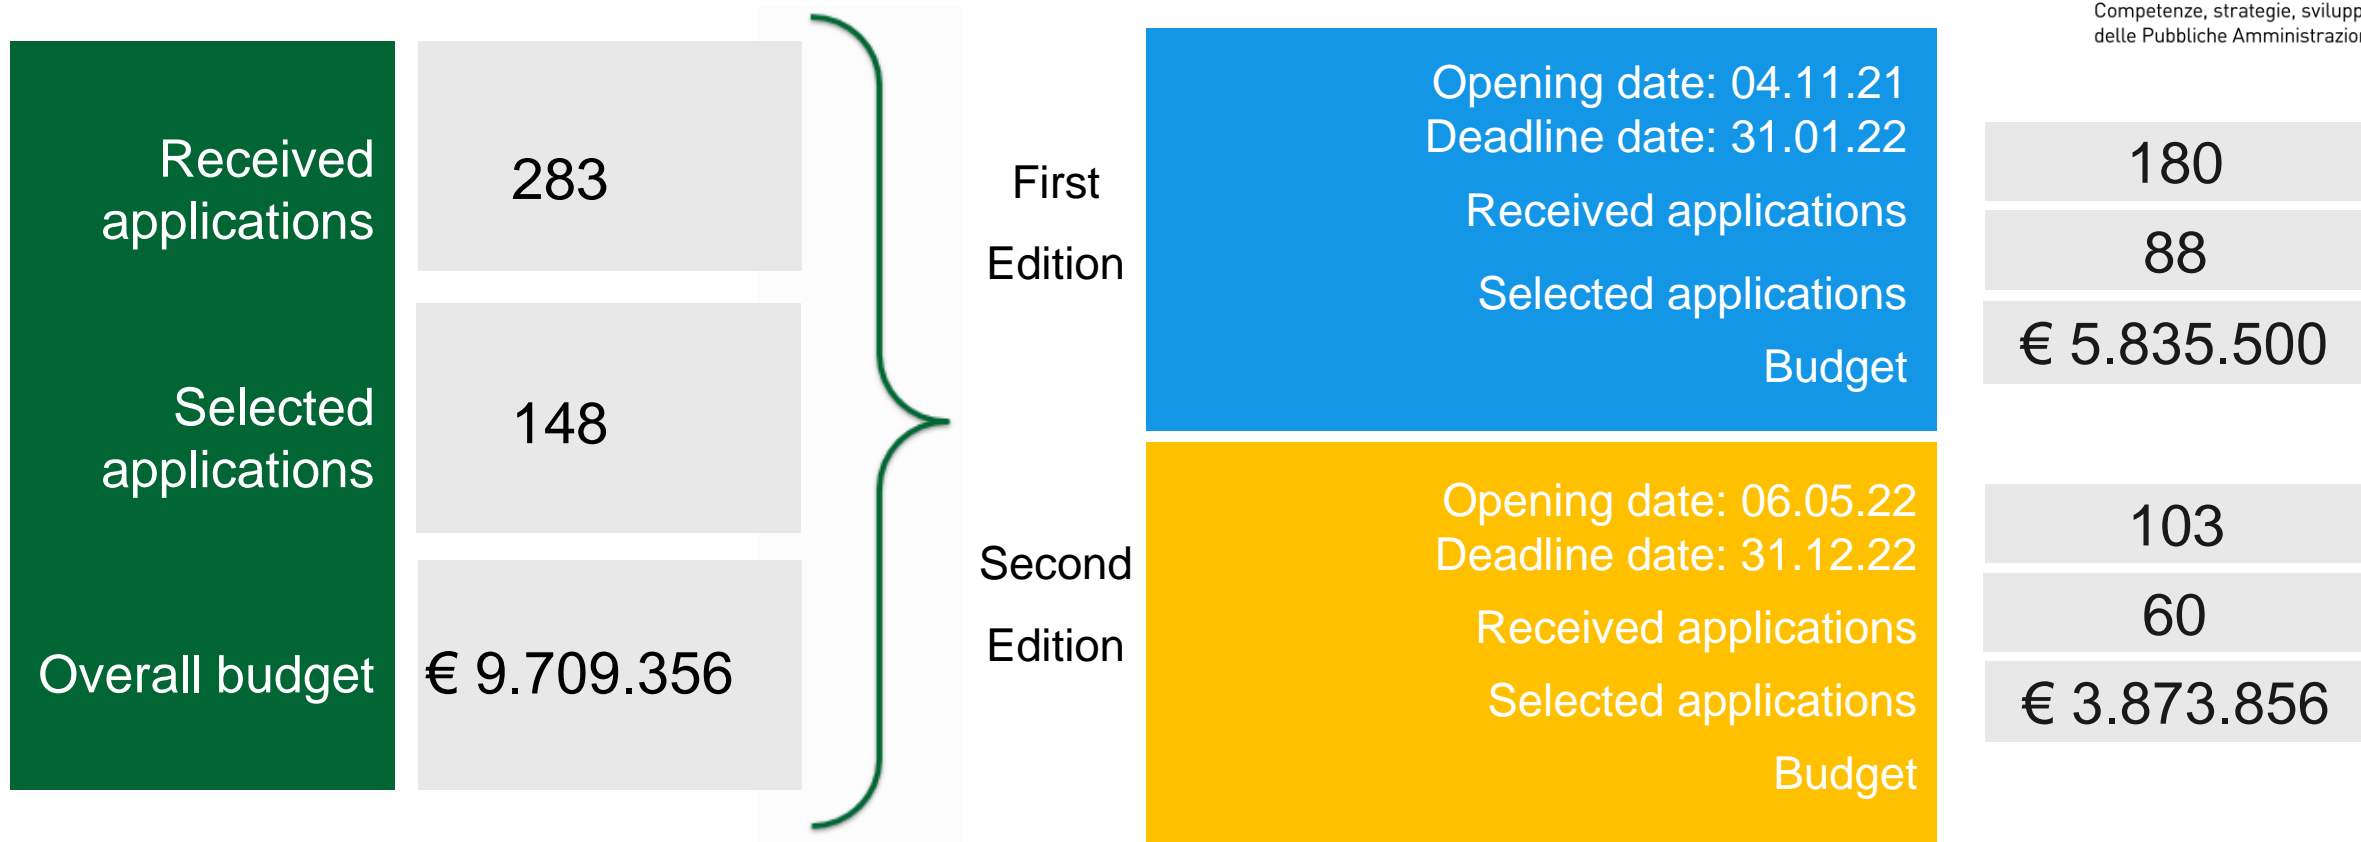 Competenze, strategie, svilupp
delle Pubbliche Amministrazio
Received
applications
283
Selected
applications
148
Overall budget
€ 9.709.356
First
Edition
Opening date: 04.11.21
Deadline date: 31.01.22
Received applications
180
Selected applications
88
Budget
€ 5.835.500
Second
Edition
Opening date: 06.05.22
Deadline date: 31.12.22
Received applications
103
Selected applications
60
Budget
€ 3.873.856